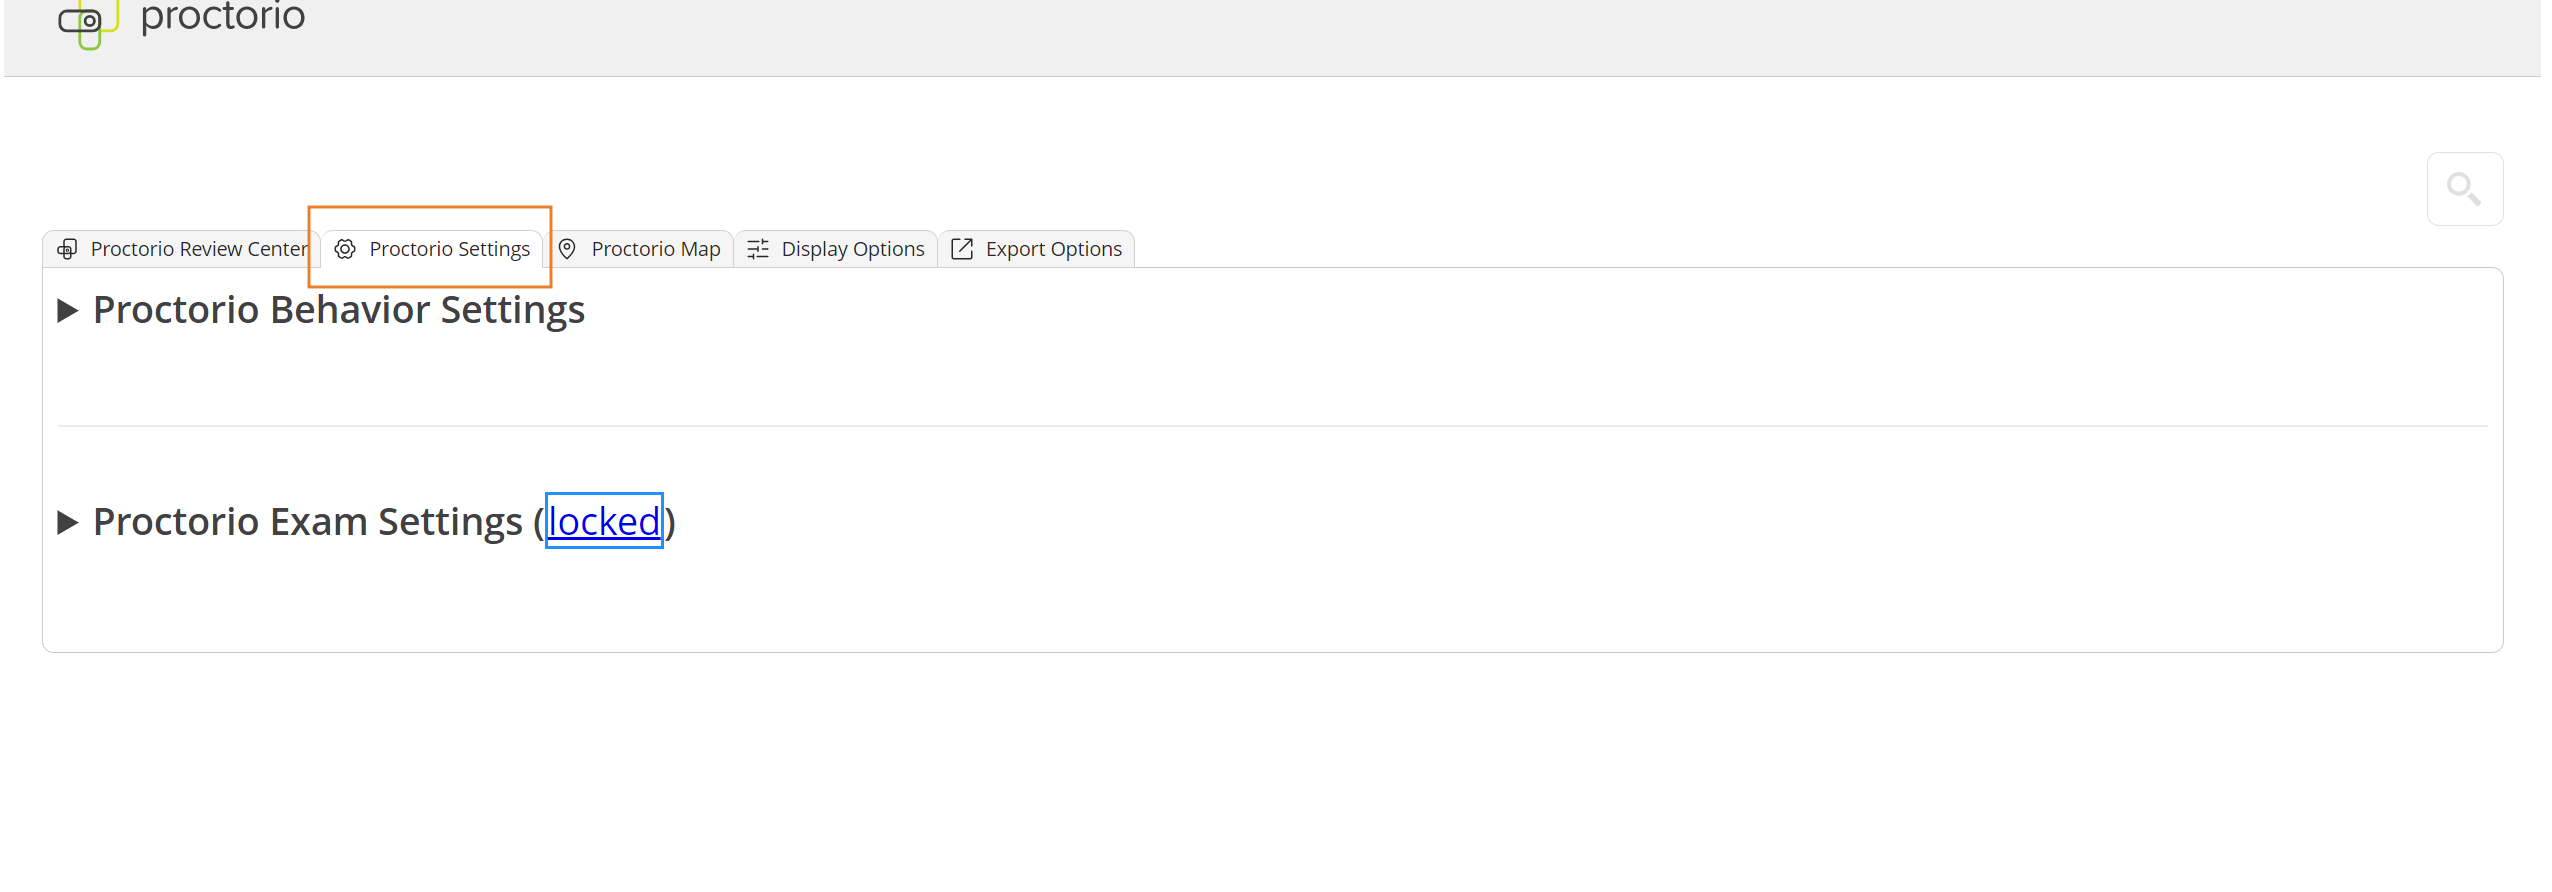 proctorio
Proctorio Review Center Proctorio Settings Proctorio Map Display Options Export Options
Proctorio Behavior Settings
Proctorio Exam Settings (locked)